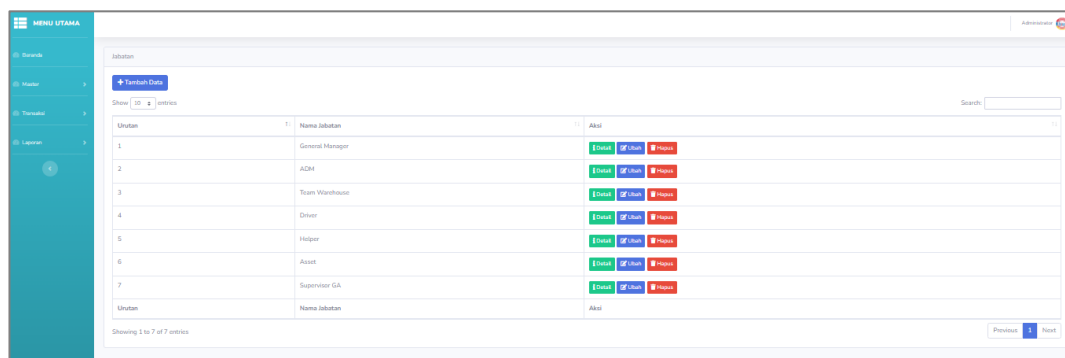 MENU UTAMA
Administrator
Beranda
Jabatan
Master
+ Tambah Data
Show 10 entries
Search:
Transaksi
Urutan Nama Jabatan Aksi
Laporan
1 General Manager Detail Ubah Hapus
2 ADM Detail Ubah Hapus
3 Team Warehouse Detail Ubah Hapus
4 Driver Detail Ubah Hapus
5 Helper Detail Ubah Hapus
6 Asset Detail Ubah Hapus
7 Supervisor GA Detail Ubah Hapus
Urutan Nama Jabatan Aksi
Showing 1 to 7 of 7 entries
Previous 1 Next